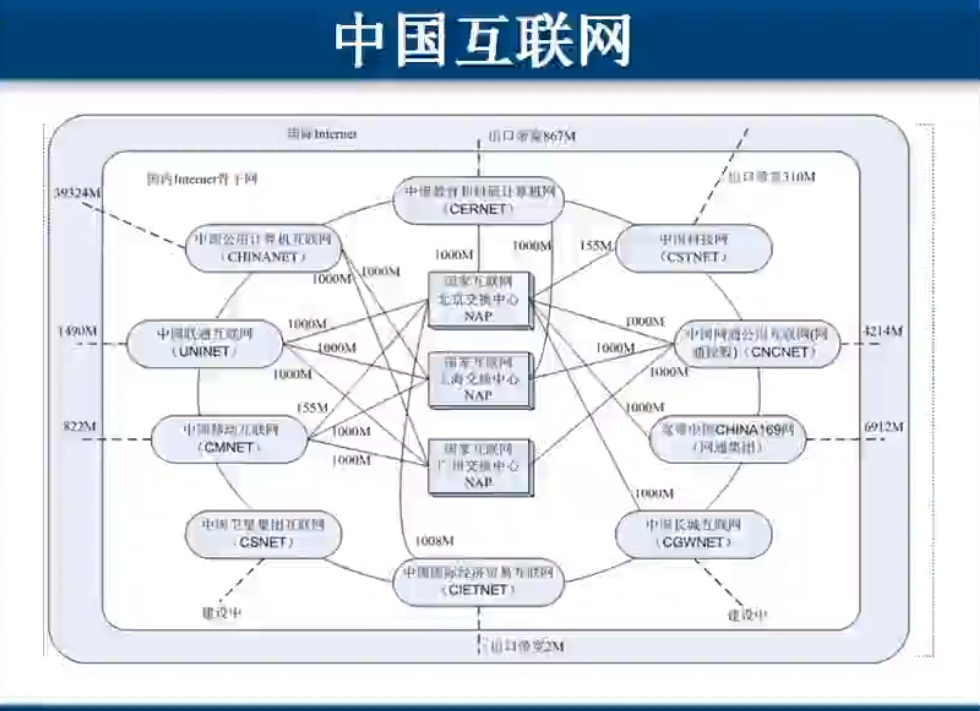 中国互联网
国际Internet
出口带宽867M
国内Internet骨干网
出口带宽310M
39324M
中国教育和科研计算机网
（CERNET）
中国公用计算机互联网
（CHINANET）
1000M
1000M
155M
中国科技网
（CSTNET）
1000M
1000M
国家互联网
北京交换中心
NAP
1490M
中国联通互联网
（UNINET）
1000M
1000M
1000M
1000M
1000M
1000M
中国网通公用互联网(网
通控股)（CNCNET）
4214M
国家互联网
上海交换中心
NAP
822M
中国移动互联网
（CMNET）
155M
1000M
1000M
1000M
宽带中国CHINA169网
（网通集团）
6912M
国家互联网
广州交换中心
NAP
1000M
中国卫星集团互联网
（CSNET）
中国长城互联网
（CGWNET）
1008M
中国国际经济贸易互联网
（CIETNET）
建设中
建设中
出口带宽2M